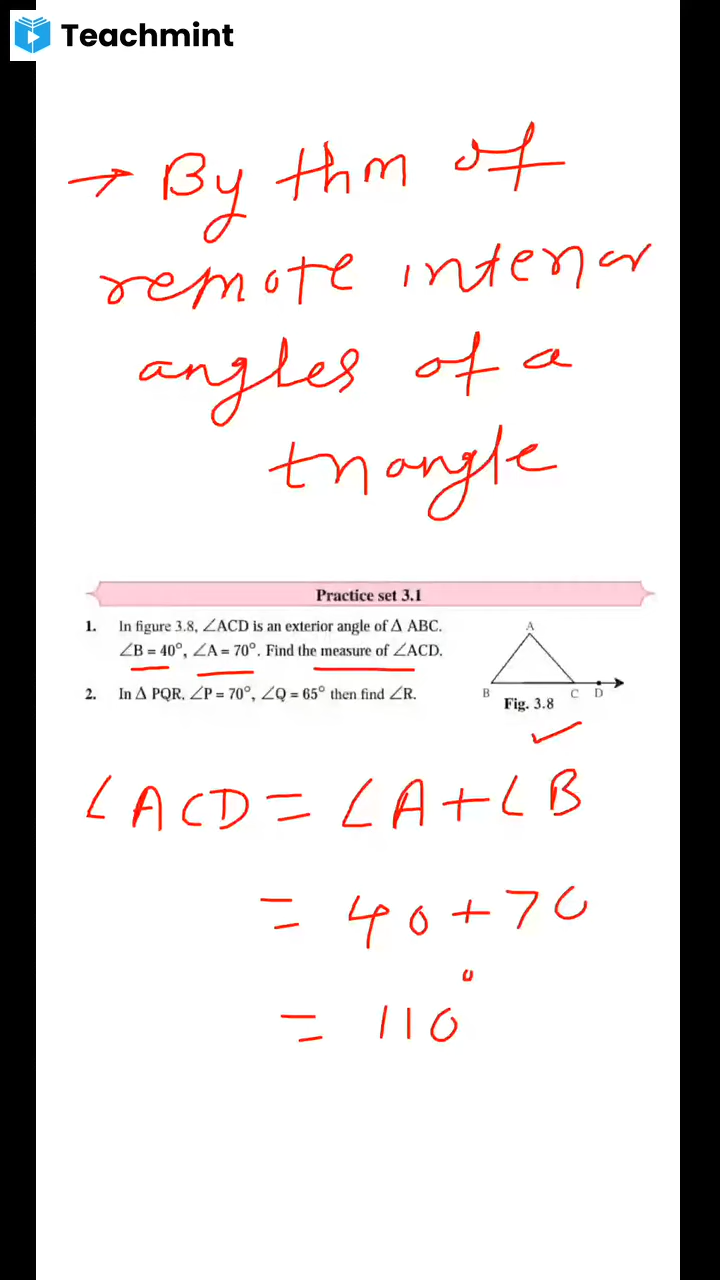 Teachmint
→ By thm of
remote interior
angles of a
triangle
Practice set 3.1
1. In figure 3.8, ∠ACD is an exterior angle of Δ ABC.
∠B = 40°, ∠A = 70°. Find the measure of ∠ACD.
2. In Δ PQR, ∠P = 70°, ∠Q = 65° then find ∠R.
A
B C D
Fig. 3.8
∠ACD = ∠A + ∠B
= 40 + 70
= 110°